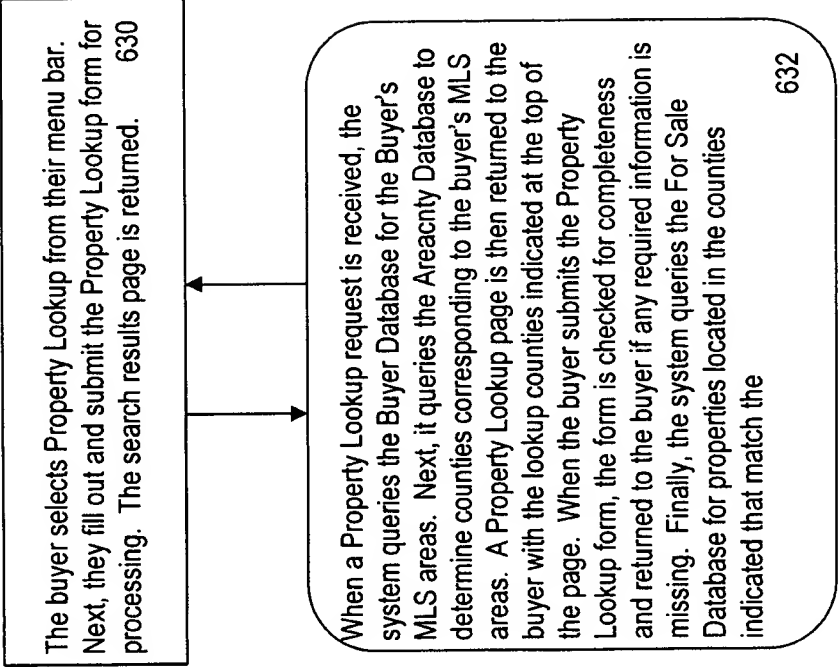 The buyer selects Property Lookup from their menu bar.
Next, they fill out and submit the Property Lookup form for
processing. The search results page is returned. 630
When a Property Lookup request is received, the
system queries the Buyer Database for the Buyer's
MLS areas. Next, it queries the Areacnty Database to
determine counties corresponding to the buyer's MLS
areas. A Property Lookup page is then returned to the
buyer with the lookup counties indicated at the top of
the page. When the buyer submits the Property
Lookup form, the form is checked for completeness
and returned to the buyer if any required information is
missing. Finally, the system queries the For Sale
Database for properties located in the counties
indicated that match the
632